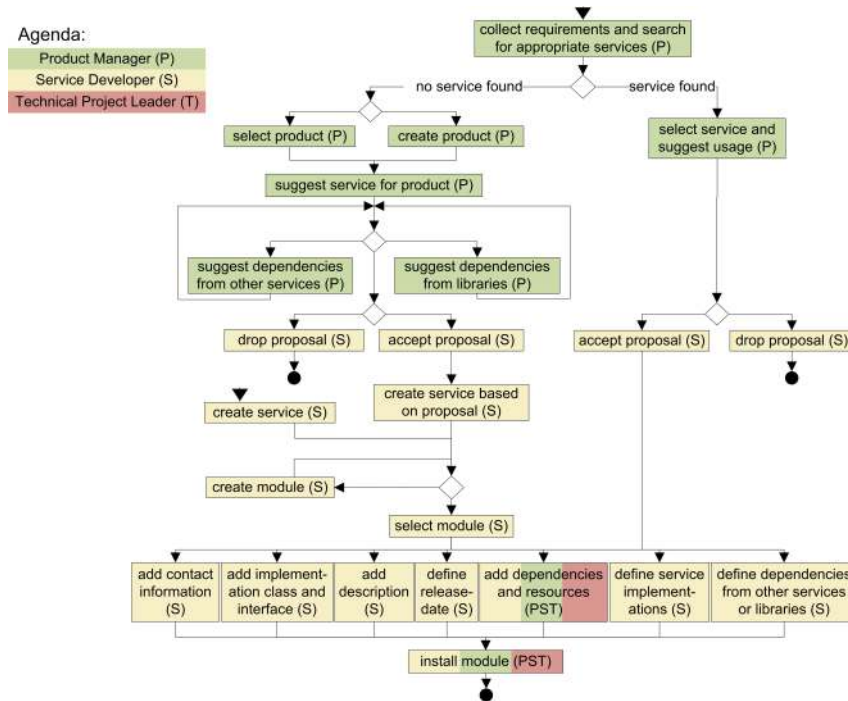 Agenda:
Product Manager (P)
Service Developer (S)
Technical Project Leader (T)
collect requirements and search
for appropriate services (P)
no service found
service found
select product (P)
create product (P)
select service and
suggest usage (P)
suggest service for product (P)
suggest dependencies
from other services (P)
suggest dependencies
from libraries (P)
drop proposal (S)
accept proposal (S)
accept proposal (S)
drop proposal (S)
create service (S)
create service based
on proposal (S)
create module (S)
select module (S)
add contact
information
(S)
add implement-
ation class and
interface (S)
add
description
(S)
define
release-
date (S)
add dependencies
and resources
(PST)
define service
implement-
ations (S)
define dependencies
from other services
or libraries (S)
install module (PST)